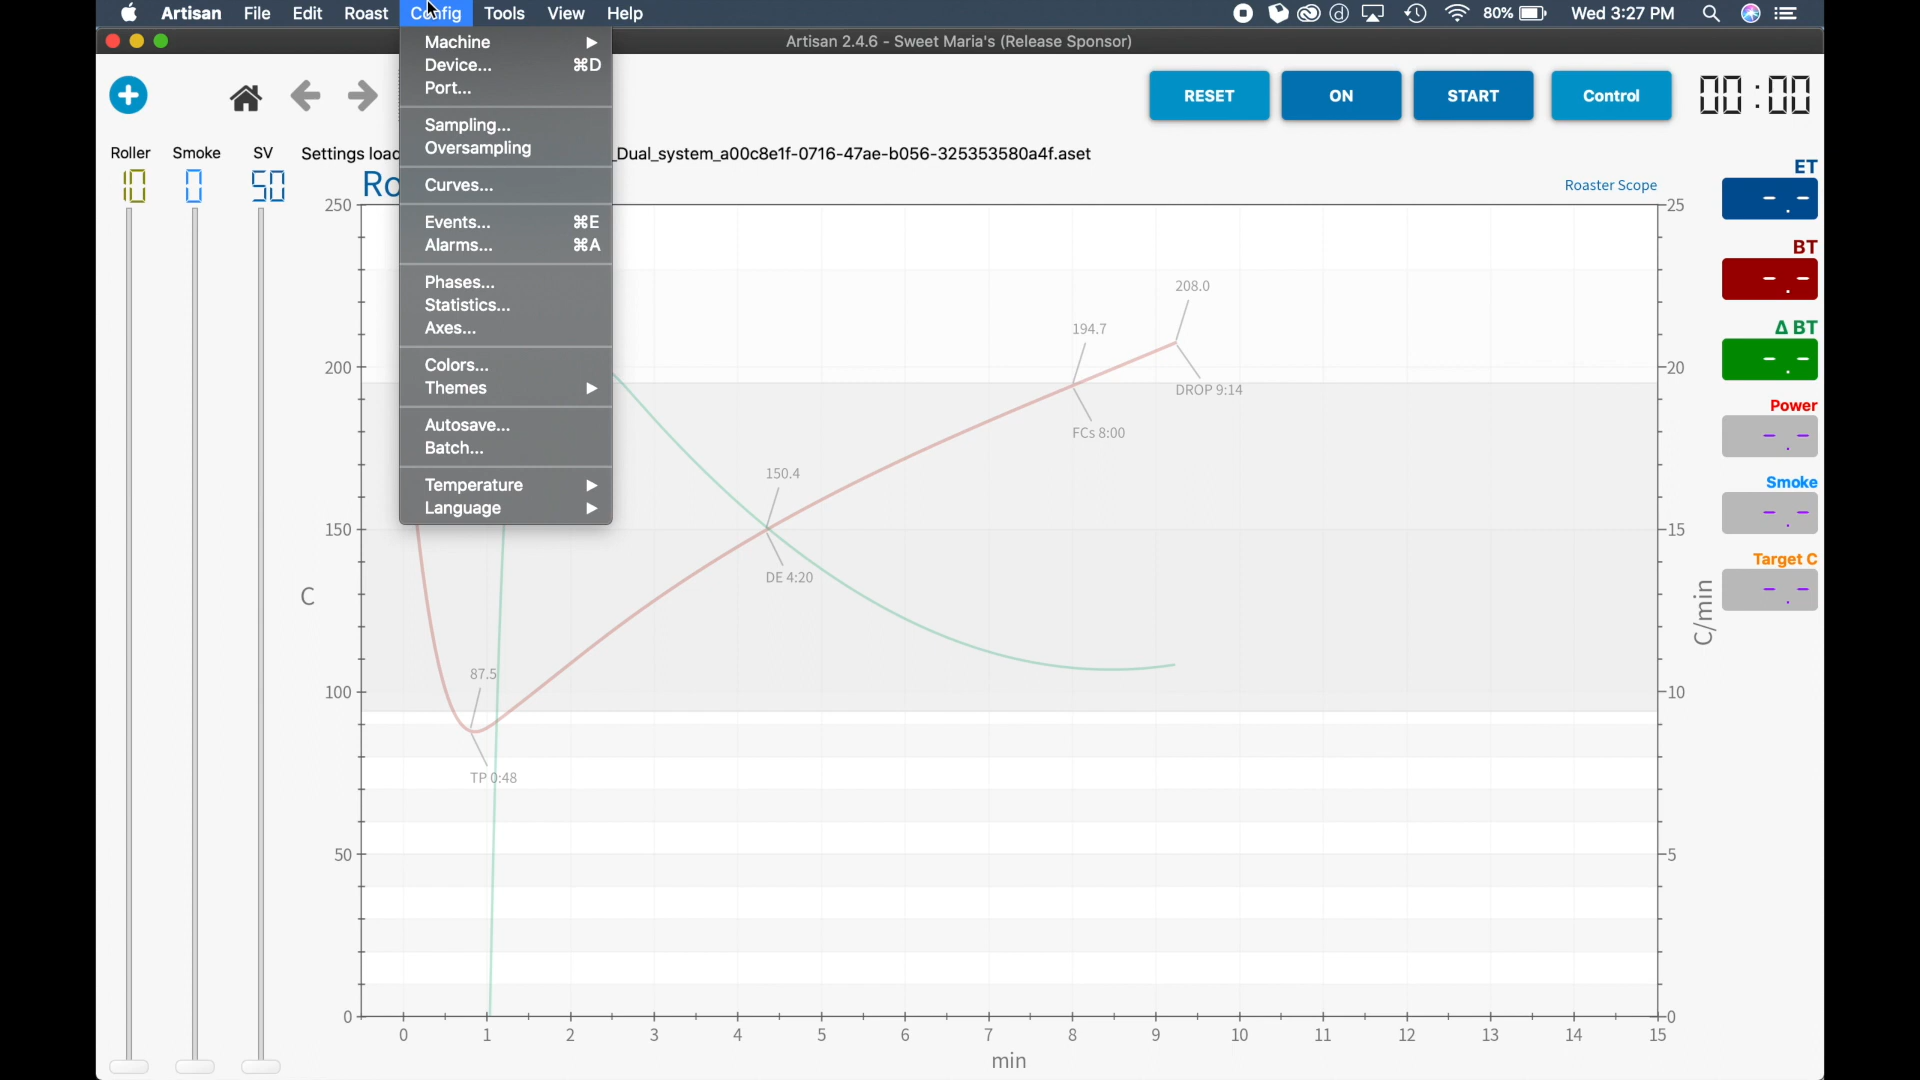 Artisan File Edit Roast Config Tools View Help 80% Wed 3:27 PM
Artisan 2.4.6 - Sweet Maria's (Release Sponsor)
Machine
Device... ⌘D
Port...
Sampling...
Oversampling
Curves...
Events... ⌘E
Alarms... ⌘A
Phases...
Statistics...
Axes...
Colors...
Themes
Autosave...
Batch...
Temperature
Language
RESET ON START Control 00:00
Roller Smoke SV
10 0 50
Settings load _Dual_system_a00c8e1f-0716-47ae-b056-325353580a4f.aset
Ro
Roaster Scope
250
200
150
100
50
0
C
208.0
194.7
DROP 9:14
FCs 8:00
150.4
DE 4:20
87.5
TP 0:48
25
20
15
10
5
0
C/min
0 1 2 3 4 5 6 7 8 9 10 11 12 13 14 15
min
ET
-.-
BT
-.-
Δ BT
-.-
Power
-.-
Smoke
-.-
Target C
-.-